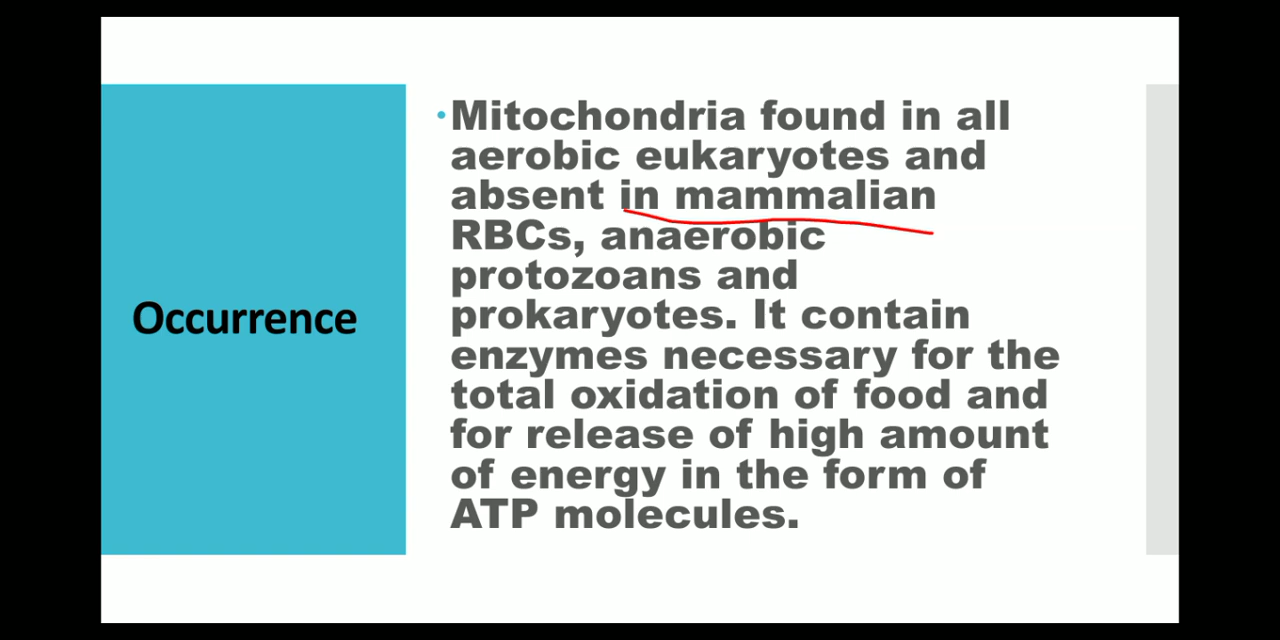 Occurrence
• Mitochondria found in all
aerobic eukaryotes and
absent in mammalian
RBCs, anaerobic
protozoans and
prokaryotes. It contain
enzymes necessary for the
total oxidation of food and
for release of high amount
of energy in the form of
ATP molecules.